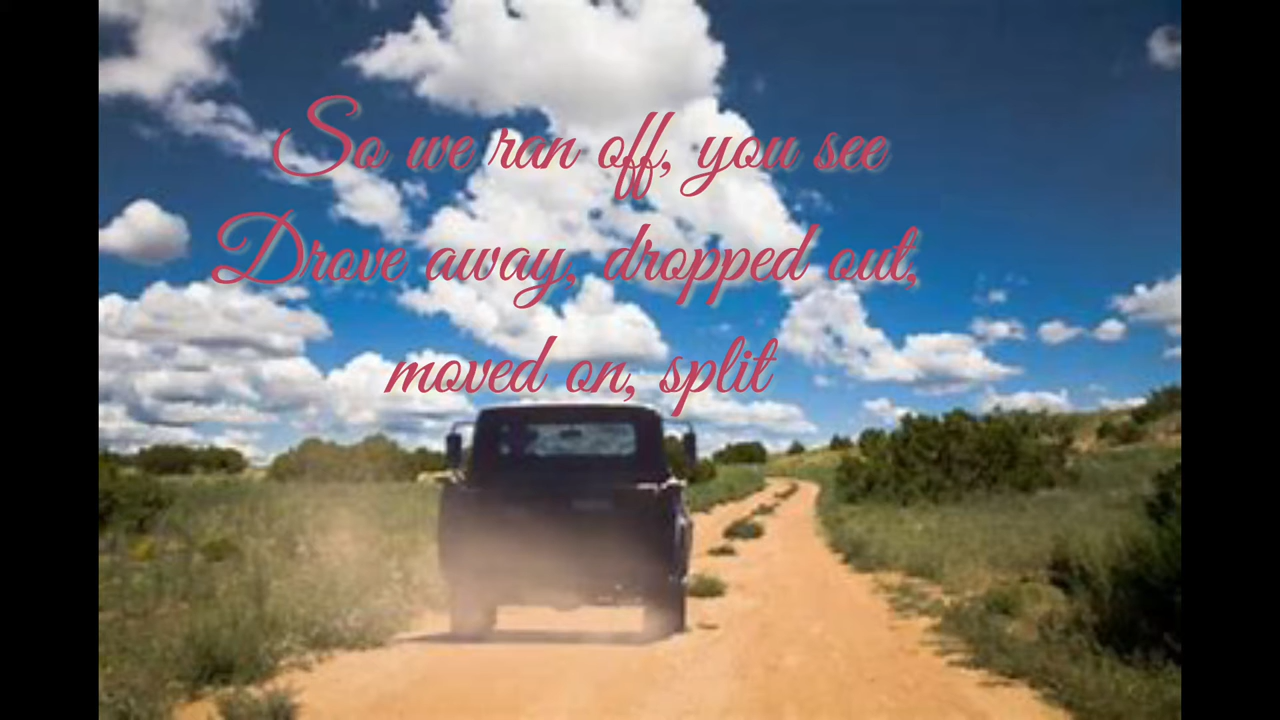 So we ran off, you see
Drove away, dropped out,
moved on, split